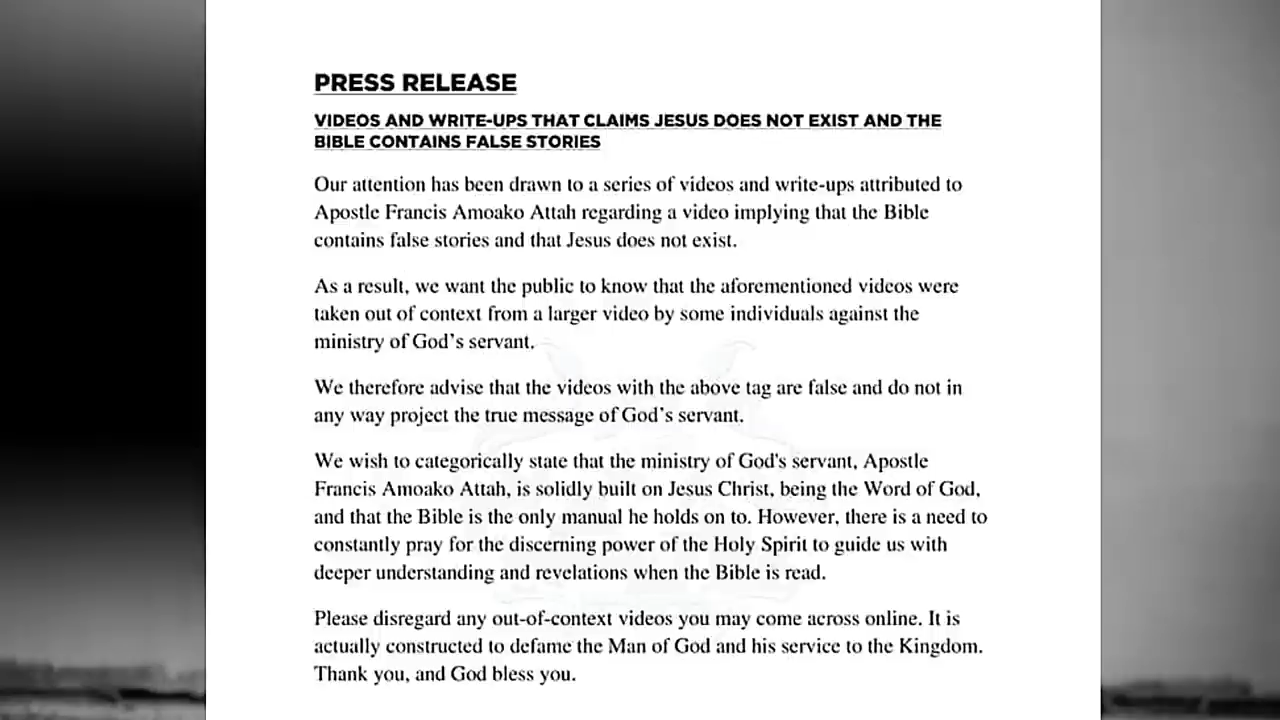 PRESS RELEASE
VIDEOS AND WRITE-UPS THAT CLAIMS JESUS DOES NOT EXIST AND THE
BIBLE CONTAINS FALSE STORIES
Our attention has been drawn to a series of videos and write-ups attributed to
Apostle Francis Amoako Attah regarding a video implying that the Bible
contains false stories and that Jesus does not exist.
As a result, we want the public to know that the aforementioned videos were
taken out of context from a larger video by some individuals against the
ministry of God's servant.
We therefore advise that the videos with the above tag are false and do not in
any way project the true message of God's servant.
We wish to categorically state that the ministry of God's servant, Apostle
Francis Amoako Attah, is solidly built on Jesus Christ, being the Word of God,
and that the Bible is the only manual he holds on to. However, there is a need to
constantly pray for the discerning power of the Holy Spirit to guide us with
deeper understanding and revelations when the Bible is read.
Please disregard any out-of-context videos you may come across online. It is
actually constructed to defame the Man of God and his service to the Kingdom.
Thank you, and God bless you.